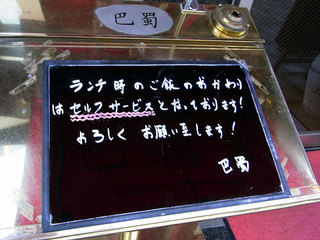 巴蜀
ランチ時のご飯のおかわり
はセルフサービスとなっております!
よろしくお願い至します!
巴蜀